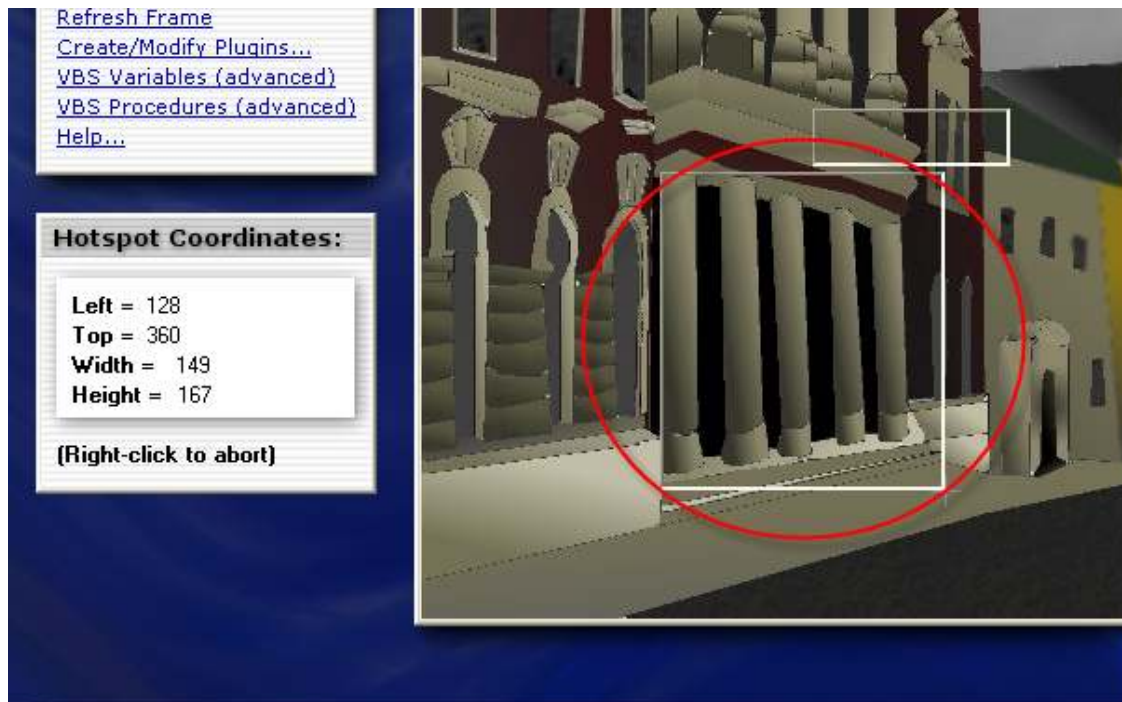 Refresh Frame
Create/Modify Plugins...
VBS Variables (advanced)
VBS Procedures (advanced)
Help...
Hotspot Coordinates:
Left = 128
Top = 360
Width = 149
Height = 167
(Right-click to abort)